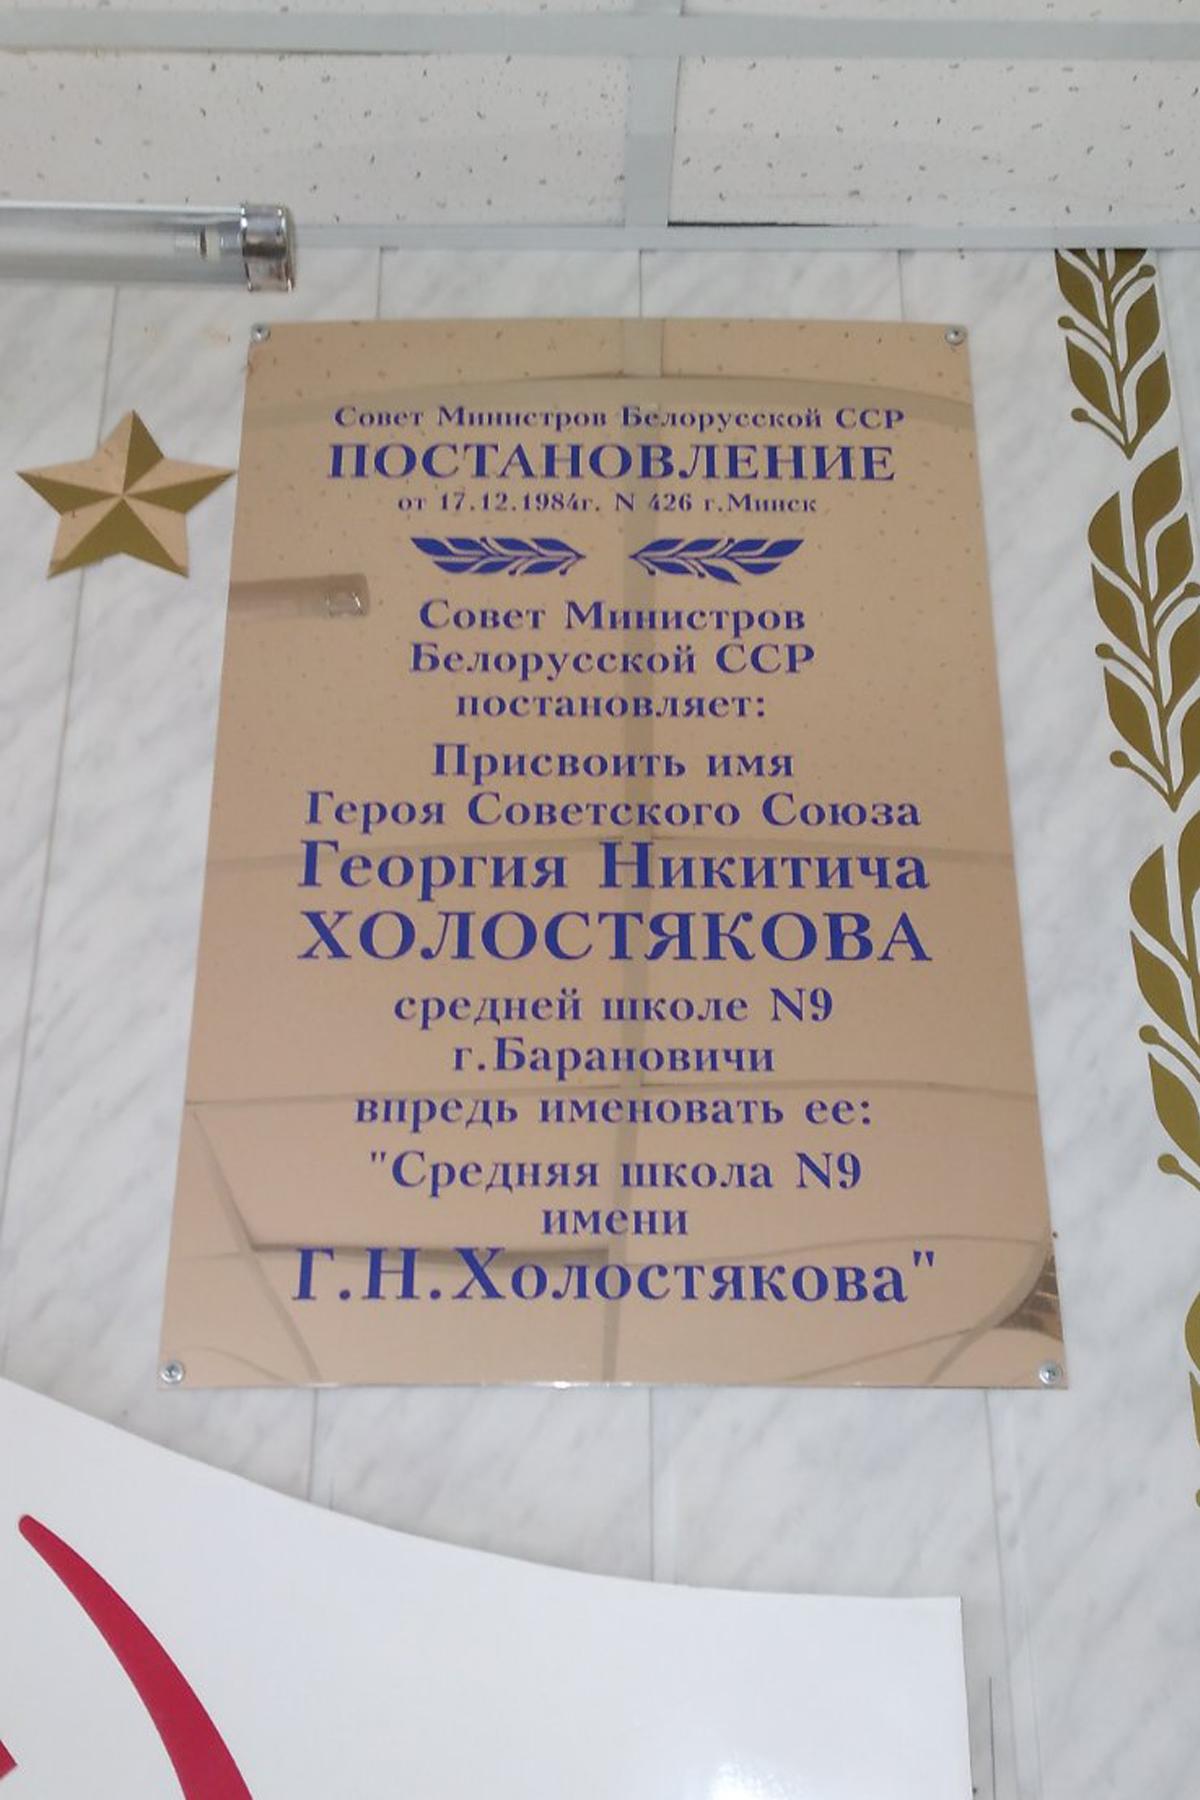 Совет Министров Белорусской ССР
ПОСТАНОВЛЕНИЕ
от 17.12.1984г. N 426 г.Минск
Совет Министров
Белорусской ССР
постановляет:
Присвоить имя
Героя Советского Союза
Георгия Никитича
ХОЛОСТЯКОВА
средней школе N9
г.Барановичи
впредь именовать ее:
"Средняя школа N9
имени
Г.Н.Холостякова"